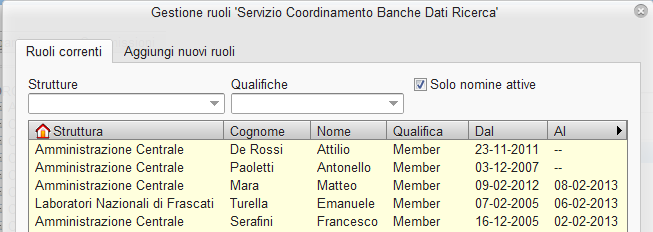 Gestione ruoli 'Servizio Coordinamento Banche Dati Ricerca'
Ruoli correnti Aggiungi nuovi ruoli
Strutture Qualifiche Solo nomine attive
Struttura Cognome Nome Qualifica Dal Al
Amministrazione Centrale De Rossi Attilio Member 23-11-2011 --
Amministrazione Centrale Paoletti Antonello Member 03-12-2007 --
Amministrazione Centrale Mara Matteo Member 09-02-2012 08-02-2013
Laboratori Nazionali di Frascati Turella Emanuele Member 07-02-2005 06-02-2013
Amministrazione Centrale Serafini Francesco Member 16-12-2005 02-02-2013